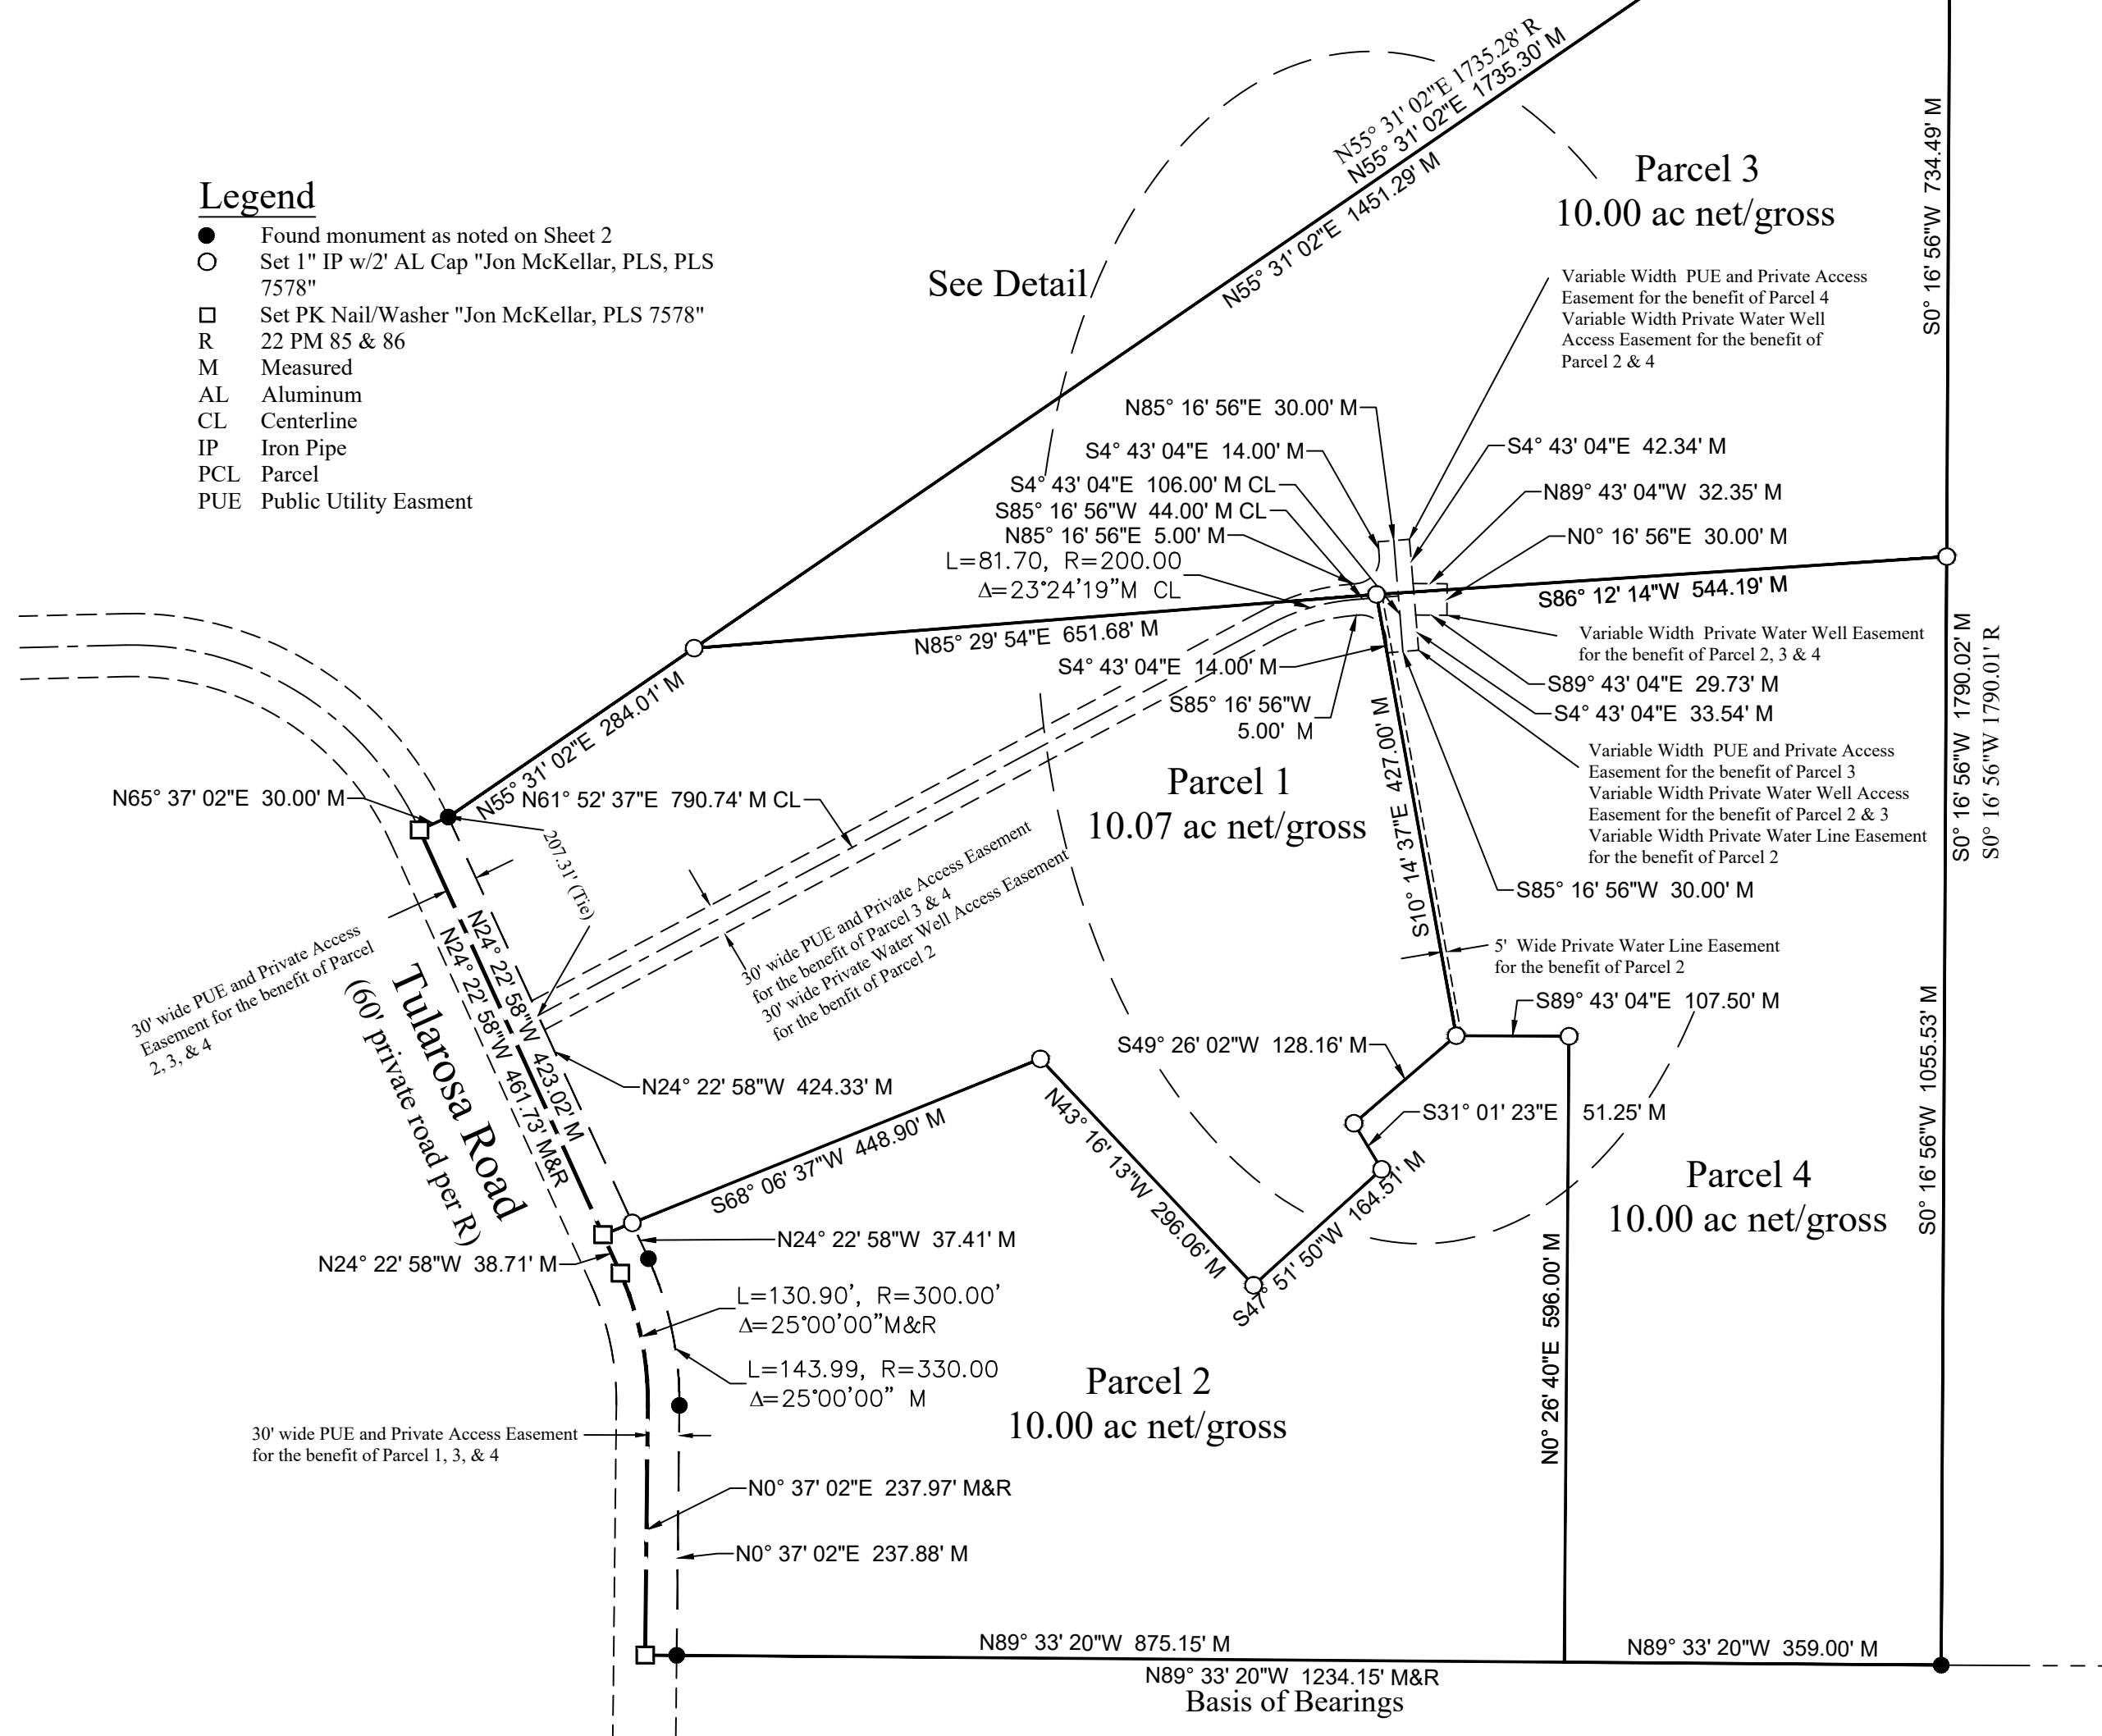 N55° 31' 02"E 1735.28' R
N55° 31' 02"E 1735.30' M
N55° 31' 02"E 1451.29' M
S0° 16' 56"W 734.49' M
Parcel 3
10.00 ac net/gross
Legend
Found monument as noted on Sheet 2
Set 1" IP w/2' AL Cap "Jon McKellar, PLS, PLS
7578"
Set PK Nail/Washer "Jon McKellar, PLS 7578"
R 22 PM 85 & 86
M Measured
AL Aluminum
CL Centerline
IP Iron Pipe
PCL Parcel
PUE Public Utility Easment
See Detail
Variable Width PUE and Private Access
Easement for the benefit of Parcel 4
Variable Width Private Water Well
Access Easement for the benefit of
Parcel 2 & 4
N85° 16' 56"E 30.00' M
S4° 43' 04"E 14.00' M
S4° 43' 04"E 106.00' M CL
S85° 16' 56"W 44.00' M CL
N85° 16' 56"E 5.00' M
L=81.70, R=200.00
Δ=23°24'19"M CL
S4° 43' 04"E 42.34' M
N89° 43' 04"W 32.35' M
N0° 16' 56"E 30.00' M
S86° 12' 14"W 544.19' M
N85° 29' 54"E 651.68' M
Variable Width Private Water Well Easement
for the benefit of Parcel 2, 3 & 4
S4° 43' 04"E 14.00' M
S85° 16' 56"W
5.00' M
S89° 43' 04"E 29.73' M
S4° 43' 04"E 33.54' M
S0° 16' 56"W 1790.02' M
S0° 16' 56"W 1790.01' R
N55° 31' 02"E 284.01' M
N65° 37' 02"E 30.00' M
N61° 52' 37"E 790.74' M CL
207.31' (Tie)
Parcel 1
10.07 ac net/gross
S10° 14' 37"E 427.00' M
Variable Width PUE and Private Access
Easement for the benefit of Parcel 3
Variable Width Private Water Well Access
Easement for the benefit of Parcel 2 & 3
Variable Width Private Water Line Easement
for the benefit of Parcel 2
S85° 16' 56"W 30.00' M
30' wide PUE and Private Access Easement
for the benefit of Parcel 3 & 4
30' wide Private Water Well Access Easement
for the benfit of Parcel 2
30' wide PUE and Private Access
Easement for the benefit of Parcel
2, 3, & 4
5' Wide Private Water Line Easement
for the benefit of Parcel 2
N24° 22' 58"W 423.02' M
N24° 22' 58"W 461.73' M&R
Tularosa Road
(60' private road per R)
N24° 22' 58"W 424.33' M
S89° 43' 04"E 107.50' M
S49° 26' 02"W 128.16' M
S31° 01' 23"E 51.25' M
S68° 06' 37"W 448.90' M
N43° 16' 13"W 296.06' M
S47° 51' 50"W 164.51' M
Parcel 4
10.00 ac net/gross
S0° 16' 56"W 1055.53' M
N24° 22' 58"W 37.41' M
N24° 22' 58"W 38.71' M
L=130.90', R=300.00'
Δ=25°00'00"M&R
L=143.99, R=330.00
Δ=25°00'00" M
Parcel 2
10.00 ac net/gross
N0° 26' 40"E 596.00' M
30' wide PUE and Private Access Easement
for the benefit of Parcel 1, 3, & 4
N0° 37' 02"E 237.97' M&R
N0° 37' 02"E 237.88' M
N89° 33' 20"W 875.15' M
N89° 33' 20"W 359.00' M
N89° 33' 20"W 1234.15' M&R
Basis of Bearings